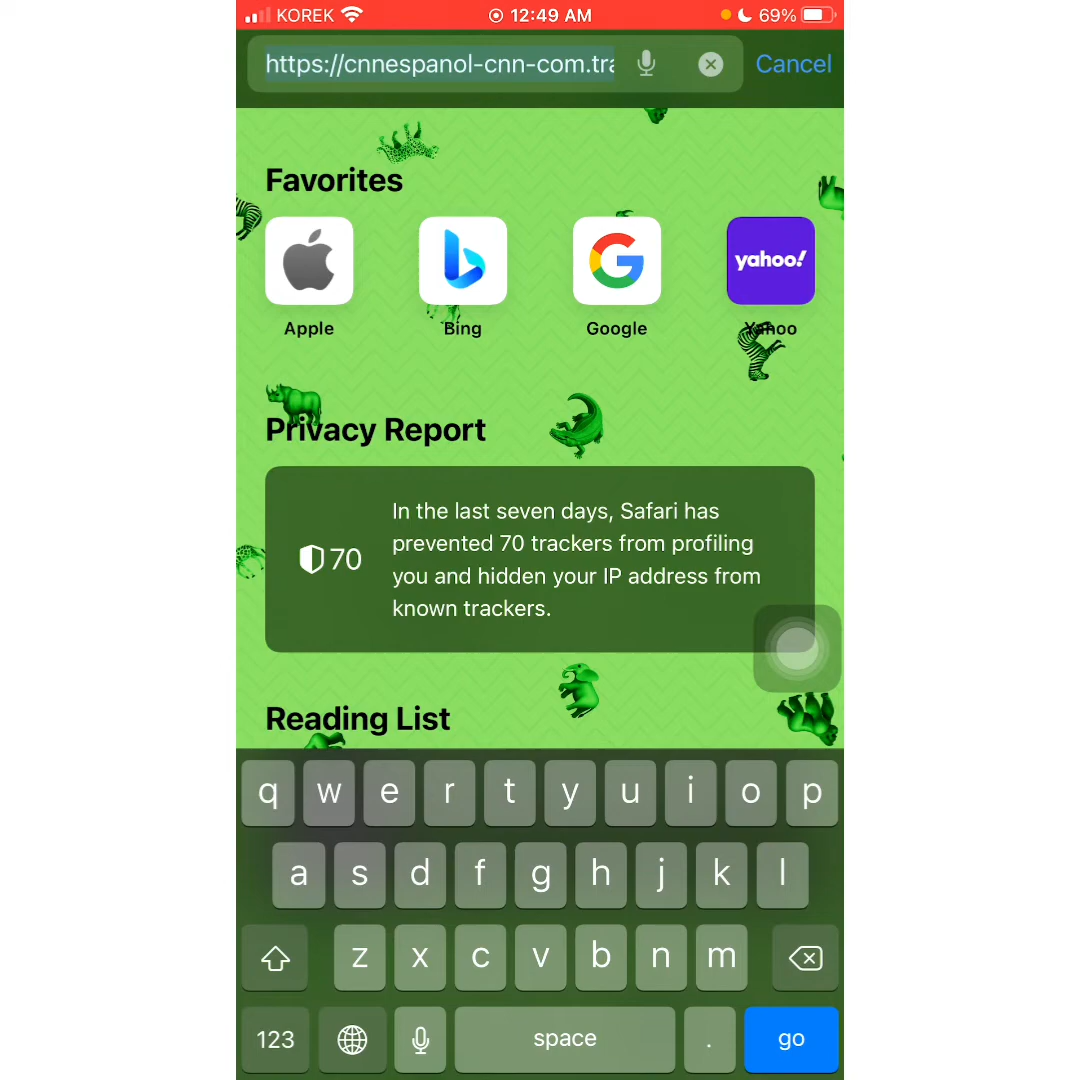 KOREK 12:49 AM 69%
https://cnnespanol-cnn-com.tra Cancel
Favorites
yahoo!
Apple Bing Google Yahoo
Privacy Report
70
In the last seven days, Safari has
prevented 70 trackers from profiling
you and hidden your IP address from
known trackers.
Reading List
q w e r t y u i o p
a s d f g h j k l
z x c v b n m
123 space . go